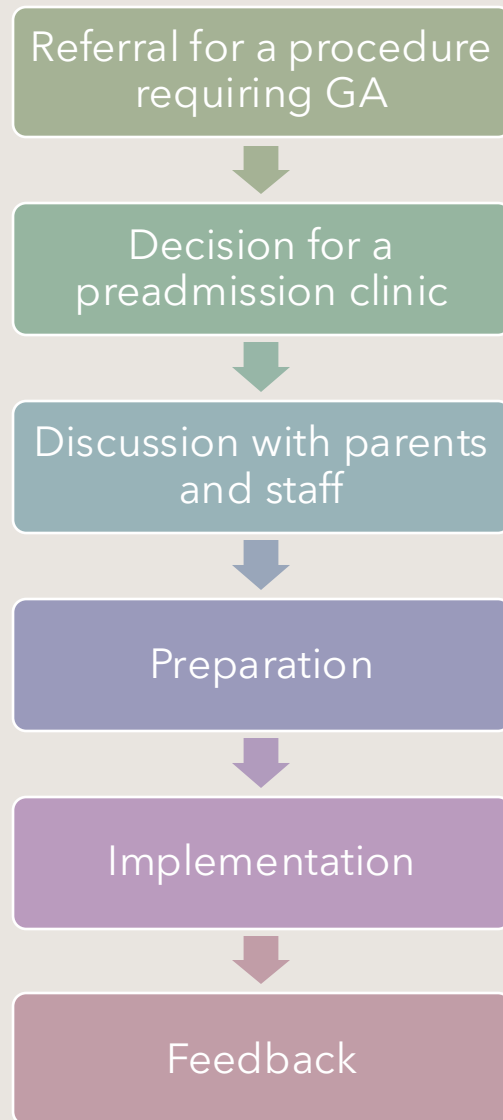 Referral for a procedure
requiring GA
Decision for a
preadmission clinic
Discussion with parents
and staff
Preparation
Implementation
Feedback